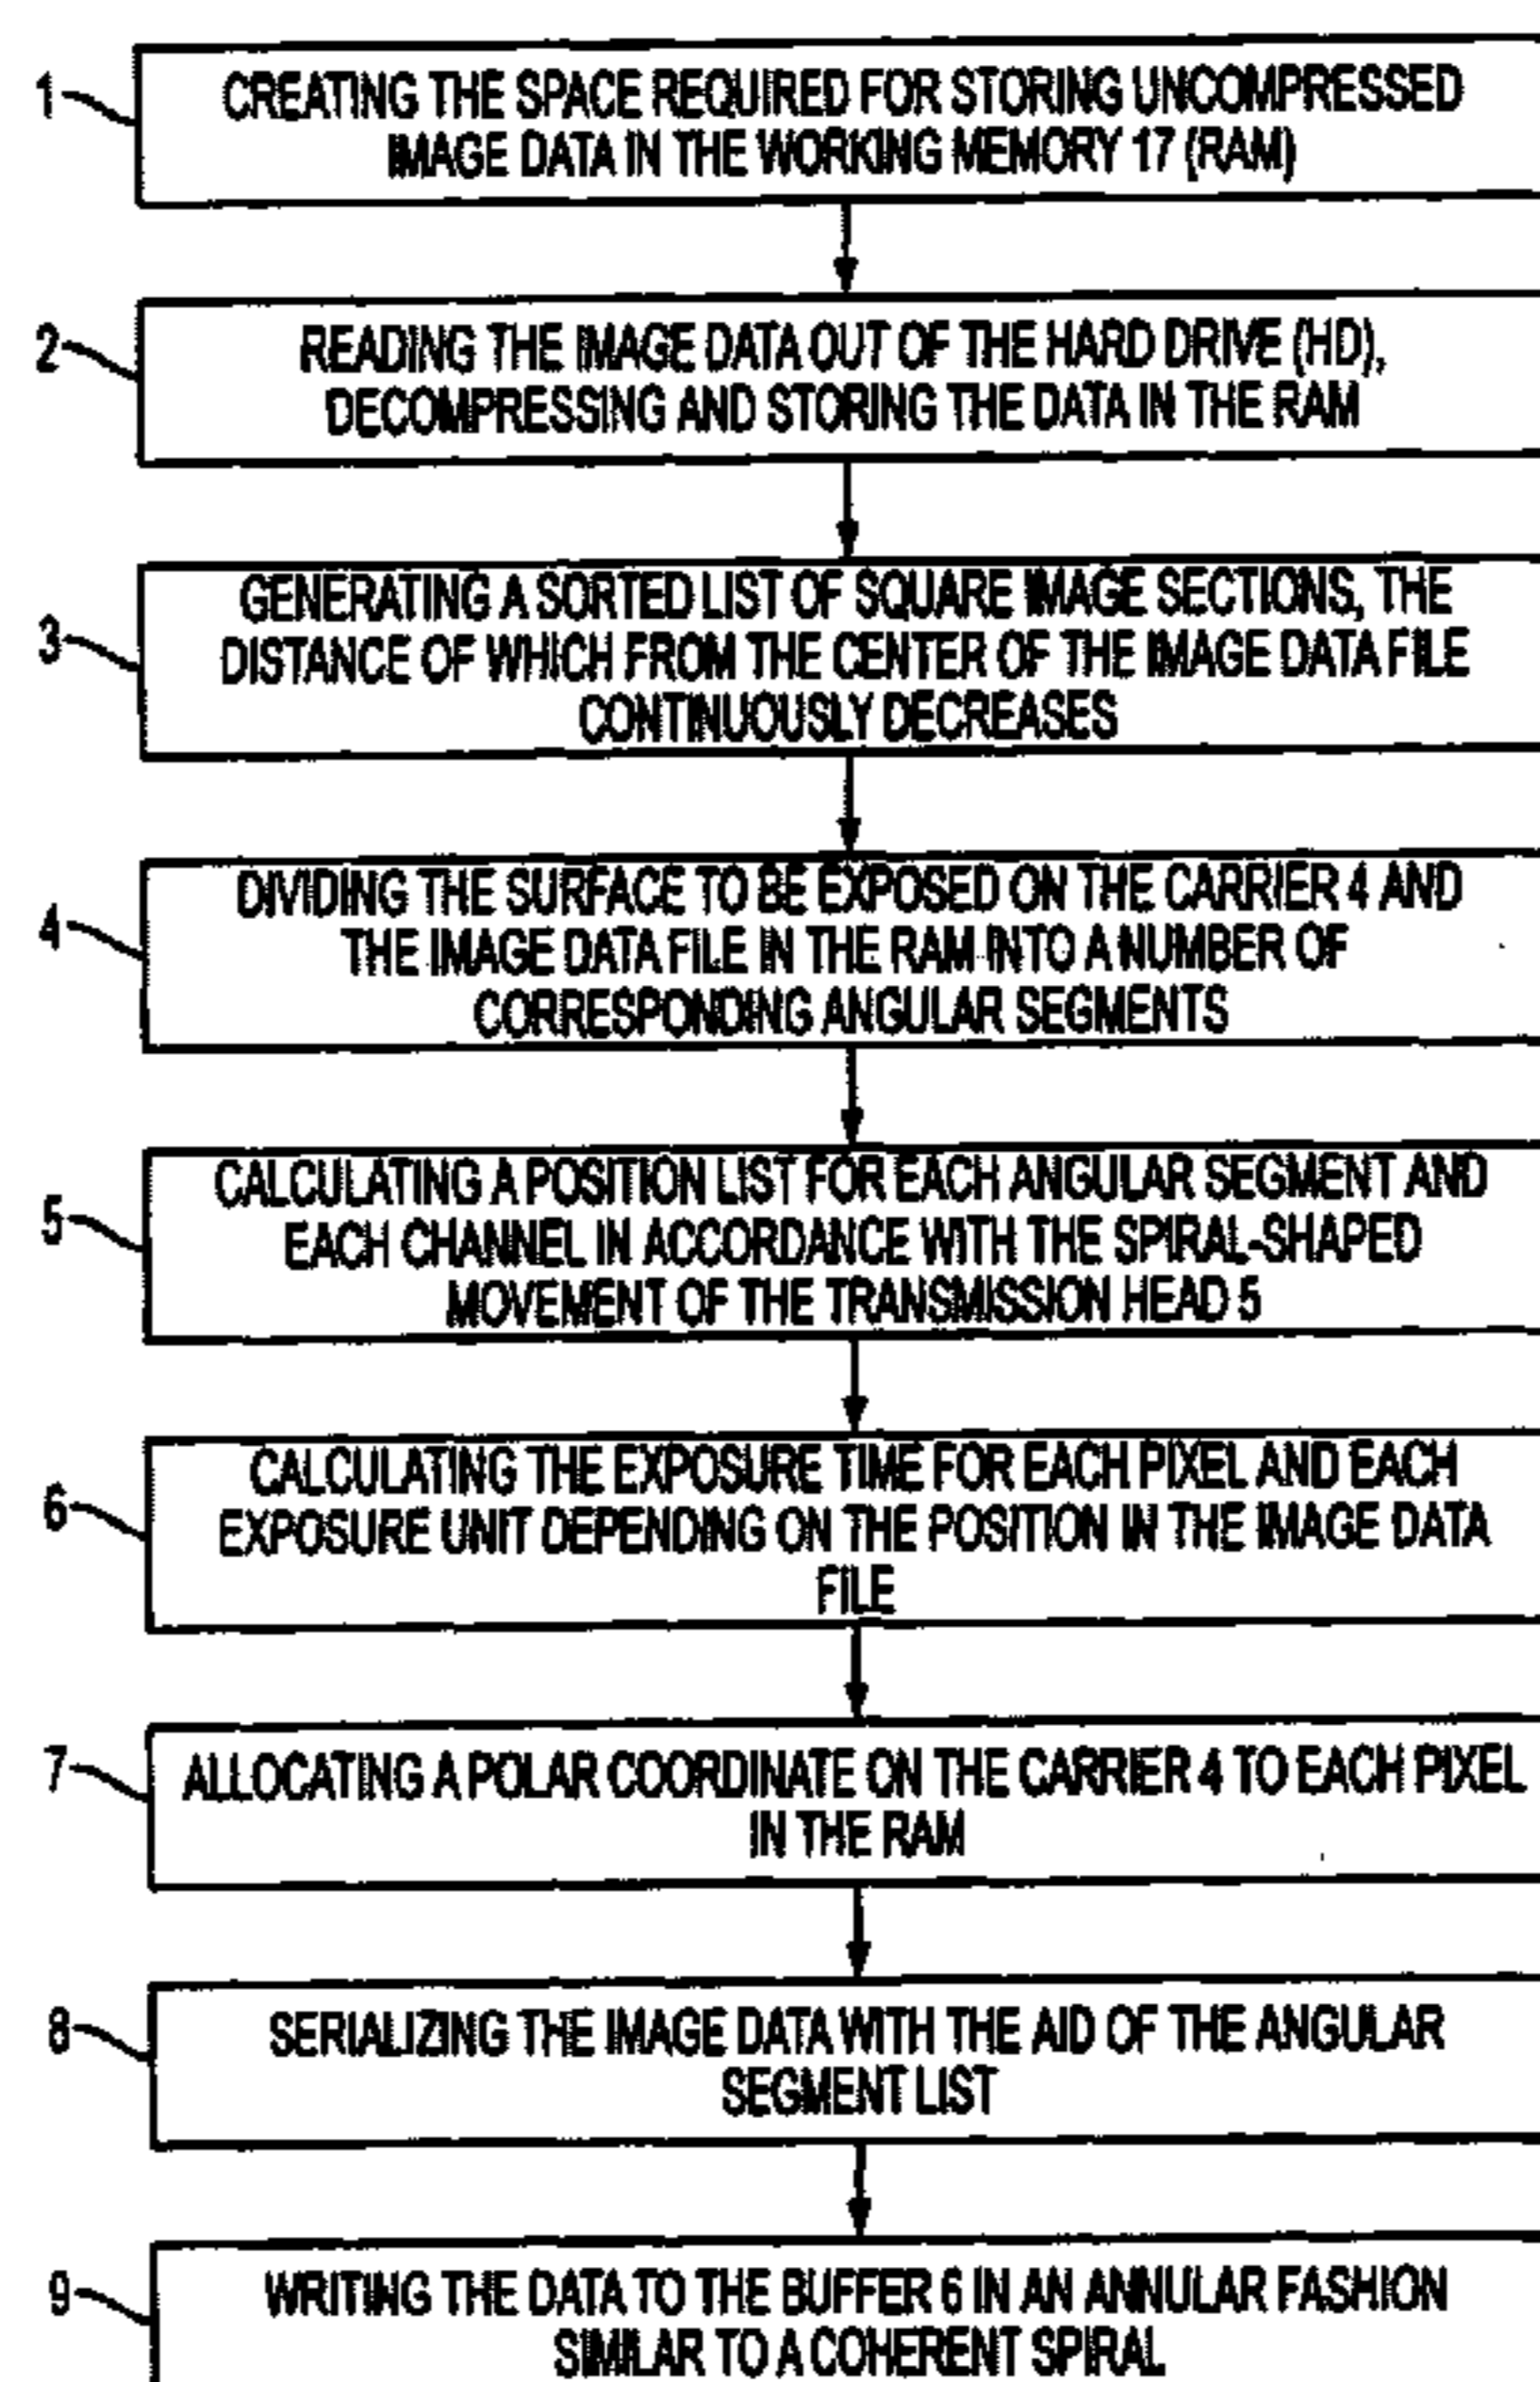 1
CREATING THE SPACE REQUIRED FOR STORING UNCOMPRESSED
IMAGE DATA IN THE WORKING MEMORY 17 (RAM)
2
READING THE IMAGE DATA OUT OF THE HARD DRIVE (HD),
DECOMPRESSING AND STORING THE DATA IN THE RAM
3
GENERATING A SORTED LIST OF SQUARE IMAGE SECTIONS, THE
DISTANCE OF WHICH FROM THE CENTER OF THE IMAGE DATA FILE
CONTINUOUSLY DECREASES
4
DIVIDING THE SURFACE TO BE EXPOSED ON THE CARRIER 4 AND
THE IMAGE DATA FILE IN THE RAM INTO A NUMBER OF
CORRESPONDING ANGULAR SEGMENTS
5
CALCULATING A POSITION LIST FOR EACH ANGULAR SEGMENT AND
EACH CHANNEL IN ACCORDANCE WITH THE SPIRAL-SHAPED
MOVEMENT OF THE TRANSMISSION HEAD 5
6
CALCULATING THE EXPOSURE TIME FOR EACH PIXEL AND EACH
EXPOSURE UNIT DEPENDING ON THE POSITION IN THE IMAGE DATA
FILE
7
ALLOCATING A POLAR COORDINATE ON THE CARRIER 4 TO EACH PIXEL
IN THE RAM
8
SERIALIZING THE IMAGE DATA WITH THE AID OF THE ANGULAR
SEGMENT LIST
9
WRITING THE DATA TO THE BUFFER 6 IN AN ANNULAR FASHION
SIMILAR TO A COHERENT SPIRAL